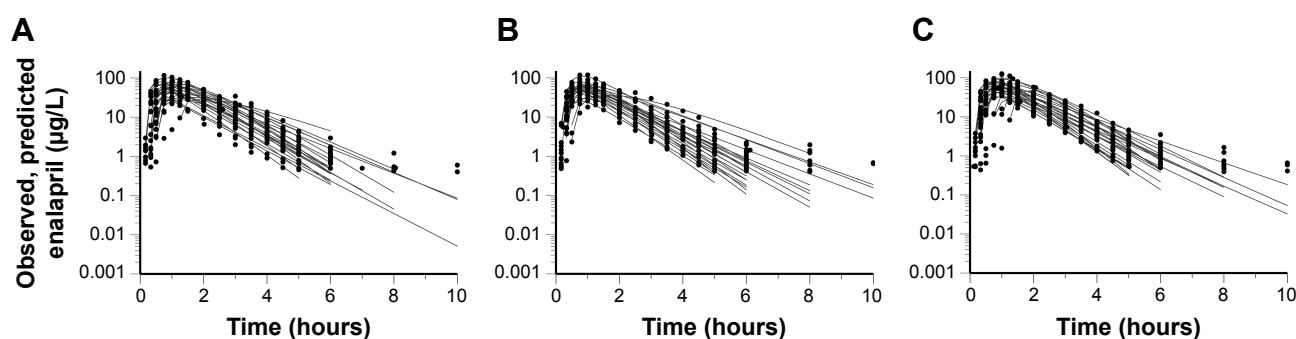 A B C
Observed, predicted
enalapril (µg/L)
100 100 100
10 10 10
1 1 1
0.1 0.1 0.1
0.01 0.01 0.01
0.001 0.001 0.001
0 2 4 6 8 10 0 2 4 6 8 10 0 2 4 6 8 10
Time (hours) Time (hours) Time (hours)